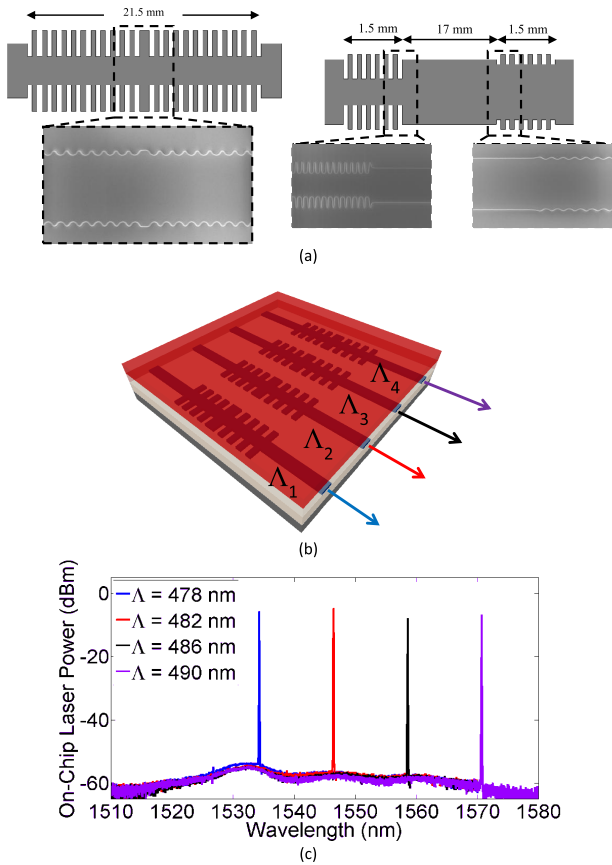 21.5 mm
1.5 mm 17 mm 1.5 mm
(a)
Λ4
Λ3
Λ2
Λ1
(b)
On-Chip Laser Power (dBm)
0
-20
-40
-60
Λ = 478 nm
Λ = 482 nm
Λ = 486 nm
Λ = 490 nm
1510 1520 1530 1540 1550 1560 1570 1580
Wavelength (nm)
(c)